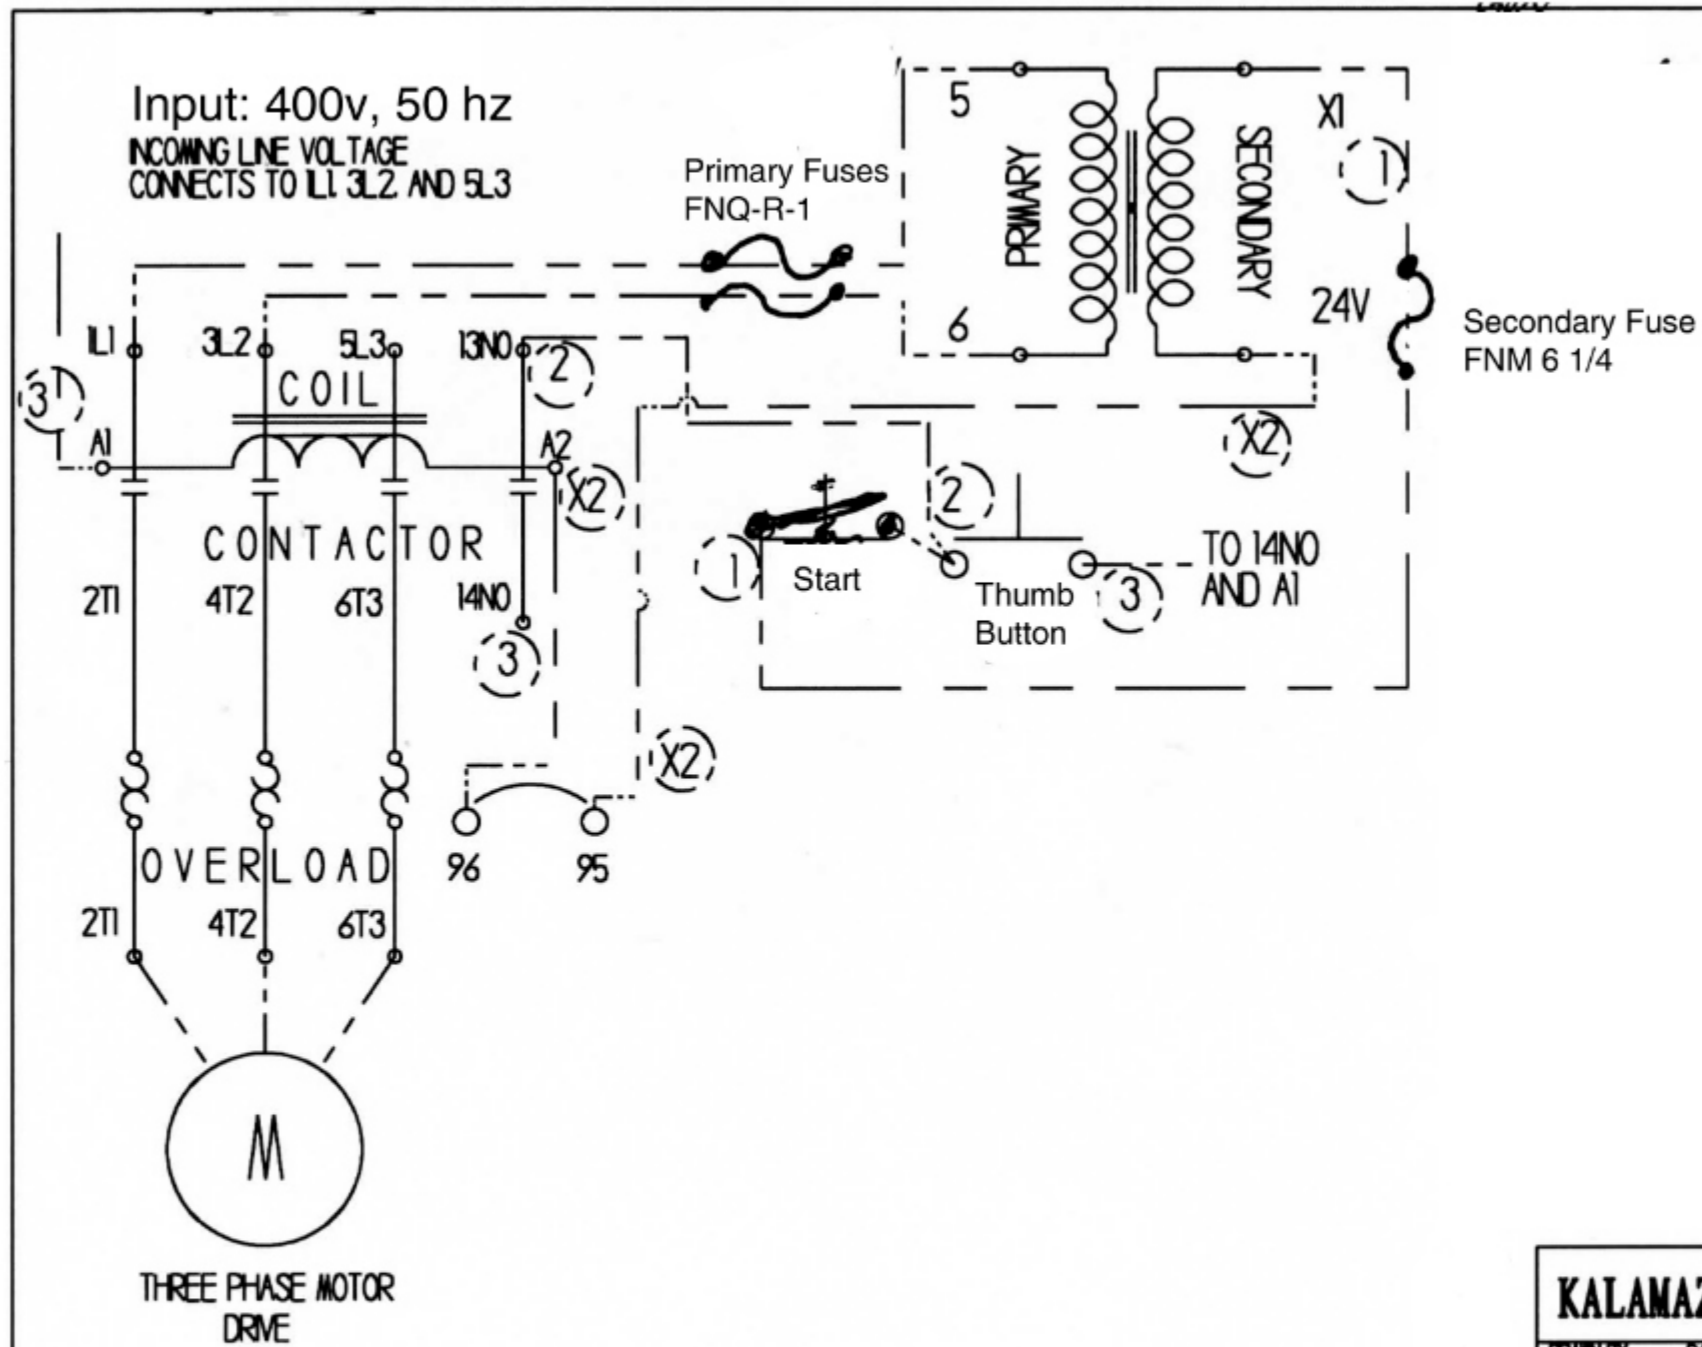 Input: 400v, 50 hz
INCOMING LINE VOLTAGE
CONNECTS TO 1L1 3L2 AND 5L3
Primary Fuses
FNQ-R-1
5
6
PRIMARY
SECONDARY
X1
1
24V
Secondary Fuse
FNM 6 1/4
X2
1L1
3L2
5L3
13NO
2
3
COIL
A1
A2
X2
CONTACTOR
2T1
4T2
6T3
14NO
3
1
Start
2
Thumb
Button
3
TO 14NO
AND A1
X2
OVERLOAD
96
95
2T1
4T2
6T3
M
THREE PHASE MOTOR
DRIVE